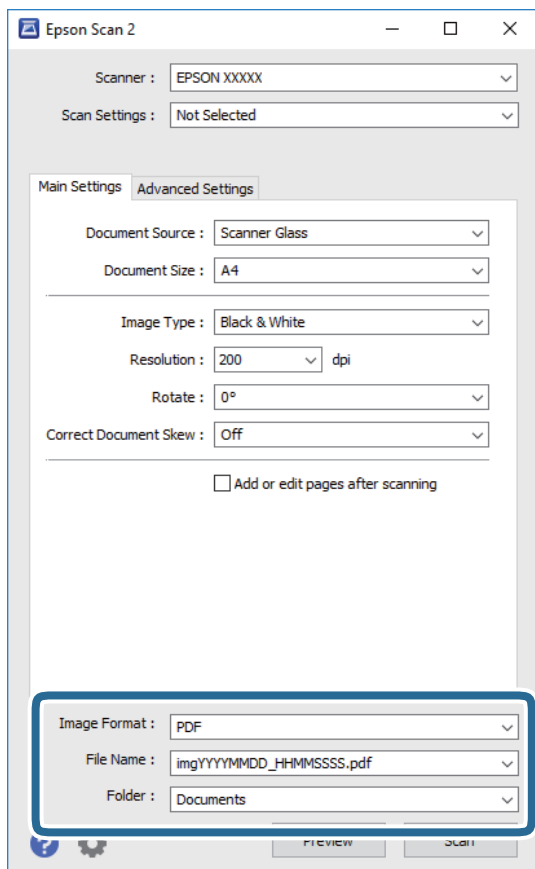 Epson Scan 2
Scanner : EPSON XXXXX
Scan Settings : Not Selected
Main Settings Advanced Settings
Document Source : Scanner Glass
Document Size : A4
Image Type : Black & White
Resolution : 200 dpi
Rotate : 0°
Correct Document Skew : Off
Add or edit pages after scanning
Image Format : PDF
File Name : imgYYYYMMDD_HHMMSSSS.pdf
Folder : Documents
? Preview Scan